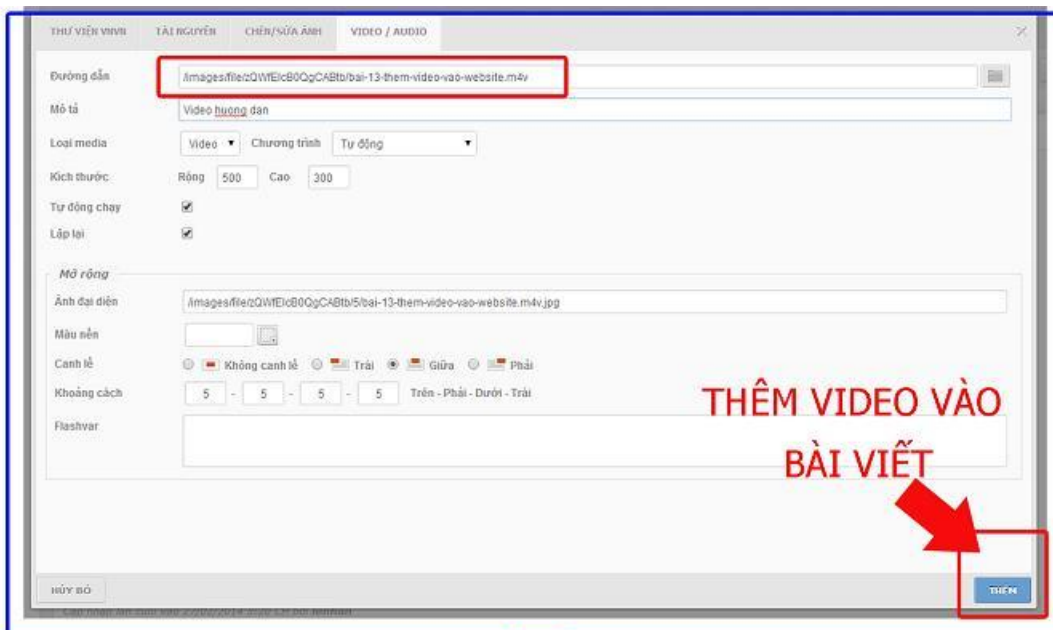 THƯ VIỆN VNVN TÀI NGUYÊN CHÈN/SỬA ẢNH VIDEO / AUDIO
Đường dẫn /images/file/zQWfEIcB0QgCABtb/bai-13-them-video-vao-website.m4v
Mô tả Video huong dan
Loại media Video Chương trình Tự động
Kích thước Rộng 500 Cao 300
Tự động chạy
Lặp lại
Mở rộng
Ảnh đại diện /images/file/zQWfEIcB0QgCABtb/5/bai-13-them-video-vao-website.m4v.jpg
Màu nền
Canh lề Không canh lề Trái Giữa Phải
Khoảng cách 5 - 5 - 5 - 5 Trên - Phải - Dưới - Trái
Flashvar
THÊM VIDEO VÀO
BÀI VIẾT
HỦY BỎ THÊM